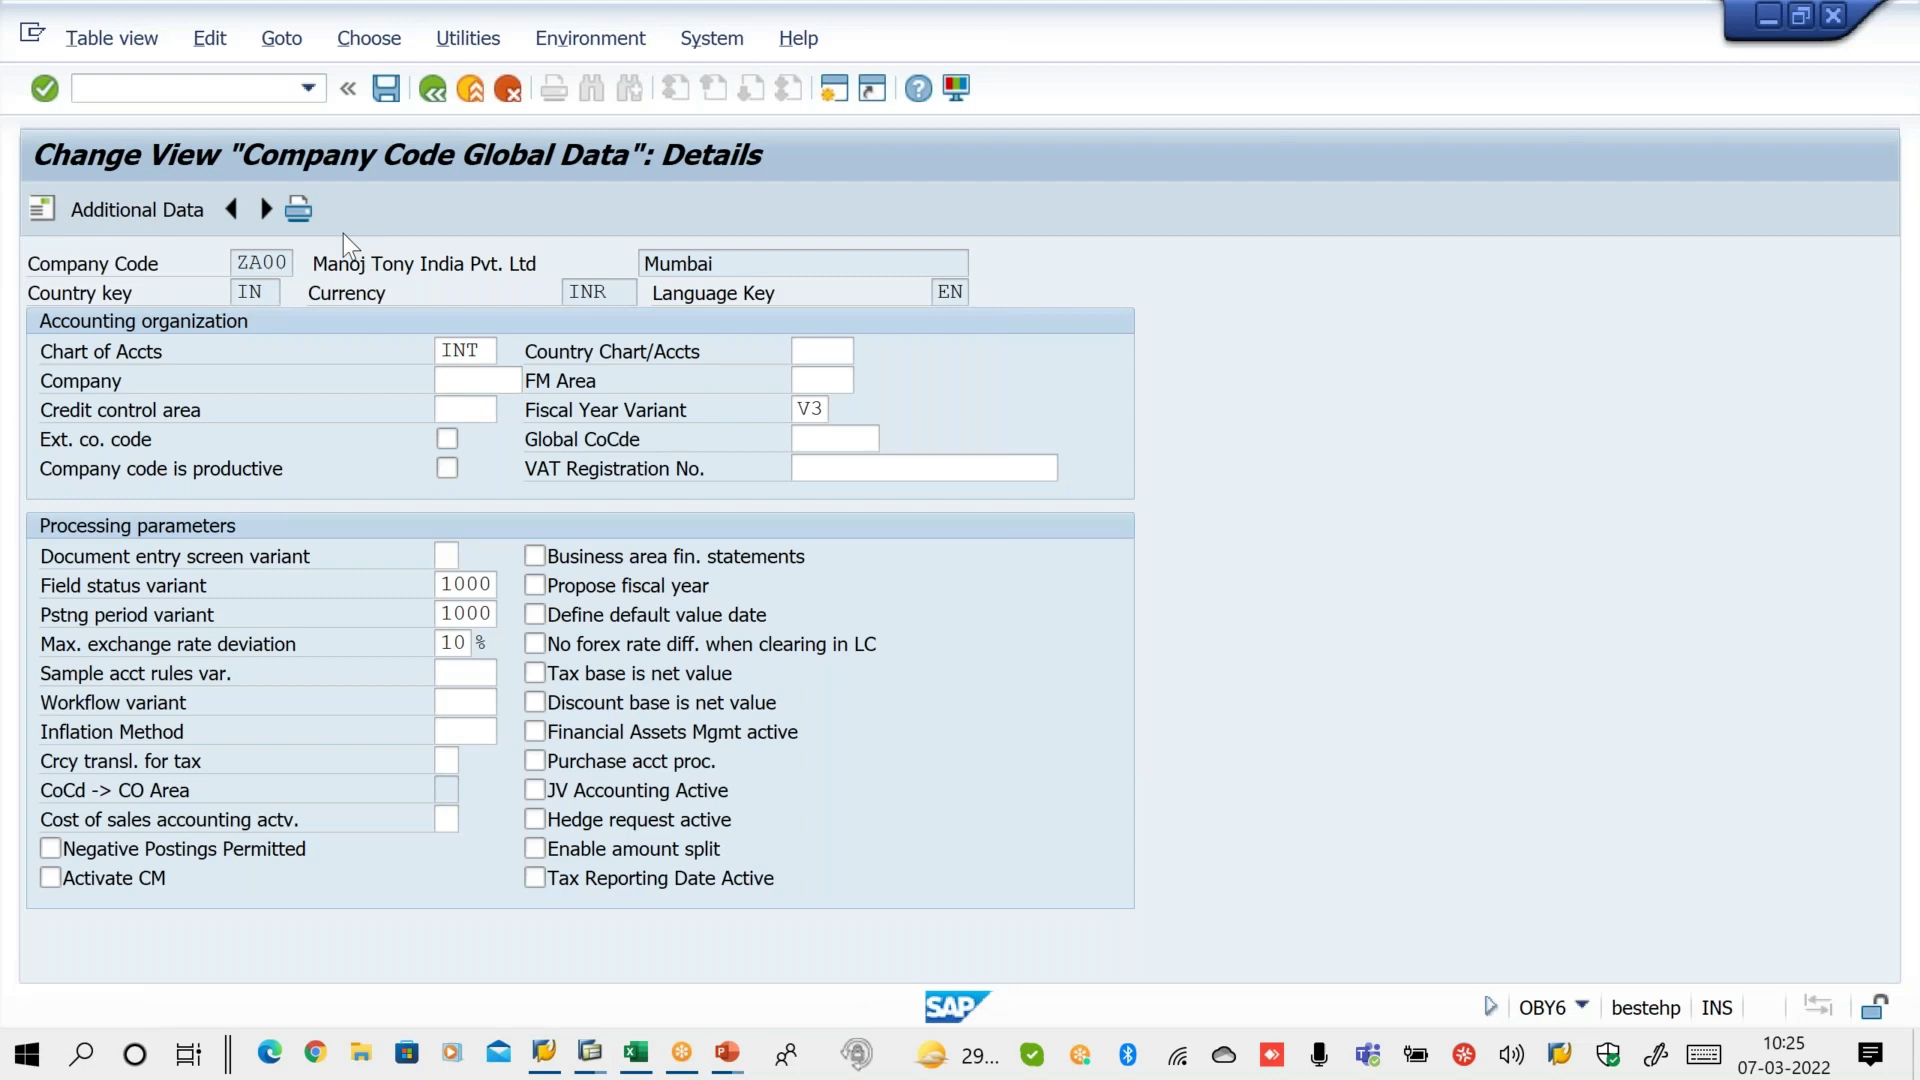 Table view Edit Goto Choose Utilities Environment System Help
Change View "Company Code Global Data": Details
Additional Data
Company Code ZA00 Manoj Tony India Pvt. Ltd Mumbai
Country key IN Currency INR Language Key EN
Accounting organization
Chart of Accts INT Country Chart/Accts
Company FM Area
Credit control area Fiscal Year Variant V3
Ext. co. code Global CoCde
Company code is productive VAT Registration No.
Processing parameters
Document entry screen variant Business area fin. statements
Field status variant 1000 Propose fiscal year
Pstng period variant 1000 Define default value date
Max. exchange rate deviation 10 % No forex rate diff. when clearing in LC
Sample acct rules var. Tax base is net value
Workflow variant Discount base is net value
Inflation Method Financial Assets Mgmt active
Crcy transl. for tax Purchase acct proc.
CoCd -> CO Area JV Accounting Active
Cost of sales accounting actv. Hedge request active
Negative Postings Permitted Enable amount split
Activate CM Tax Reporting Date Active
SAP OBY6 bestehp INS
29... 10:25
07-03-2022